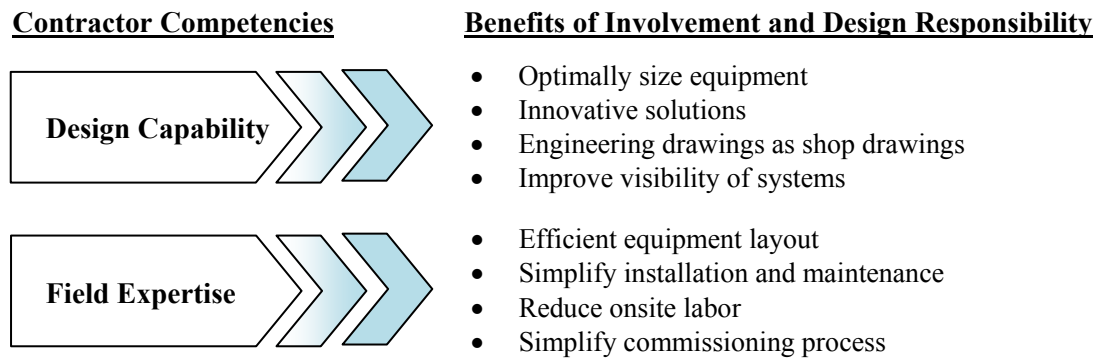 Contractor Competencies
Benefits of Involvement and Design Responsibility
Design Capability
• Optimally size equipment
• Innovative solutions
• Engineering drawings as shop drawings
• Improve visibility of systems
Field Expertise
• Efficient equipment layout
• Simplify installation and maintenance
• Reduce onsite labor
• Simplify commissioning process